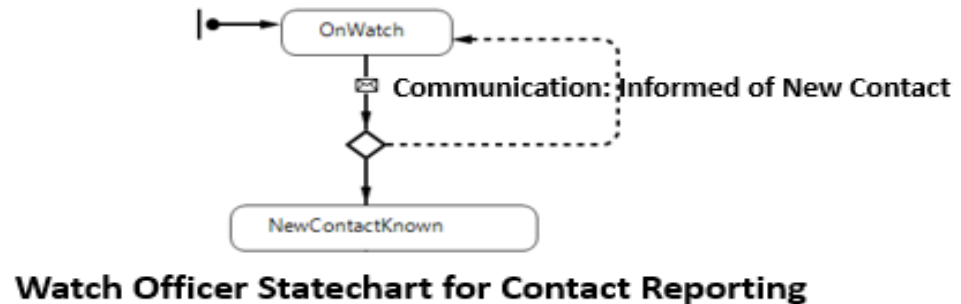 OnWatch
Communication: Informed of New Contact
NewContactKnown
Watch Officer Statechart for Contact Reporting